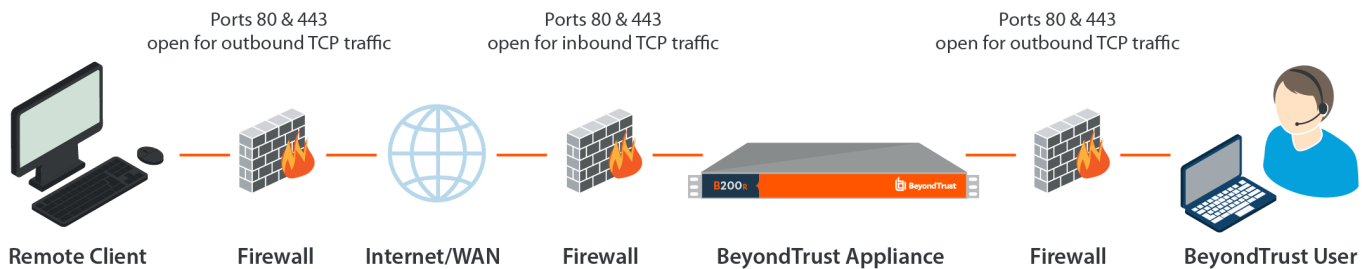 Ports 80 & 443
open for outbound TCP traffic
Ports 80 & 443
open for inbound TCP traffic
Ports 80 & 443
open for outbound TCP traffic
B200R
BeyondTrust
Remote Client
Firewall
Internet/WAN
Firewall
BeyondTrust Appliance
Firewall
BeyondTrust User